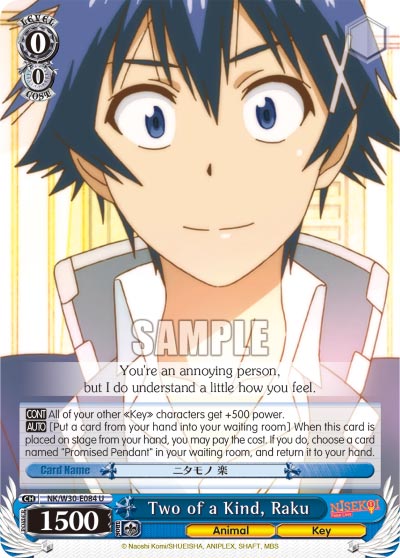 LEVEL
0
0
COST
SAMPLE
You're an annoying person,
but I do understand a little how you feel.
CONT All of your other «Key» characters get +500 power.
AUTO [Put a card from your hand into your waiting room] When this card is
placed on stage from your hand, you may pay the cost. If you do, choose a card
named "Promised Pendant" in your waiting room, and return it to your hand.
Card Name ニタモノ 楽
CH NK/W30-E084 U
POWER 1500
Two of a Kind, Raku
NISEKOI
Animal Key
© Naoshi Komi/SHUEISHA, ANIPLEX, SHAFT, MBS